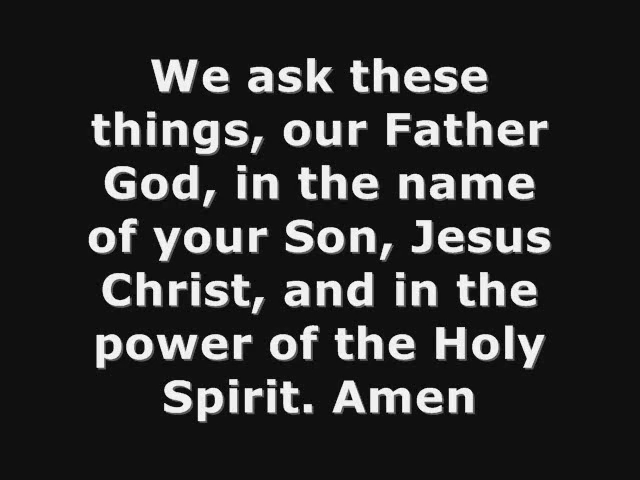 We ask these
things, our Father
God, in the name
of your Son, Jesus
Christ, and in the
power of the Holy
Spirit. Amen